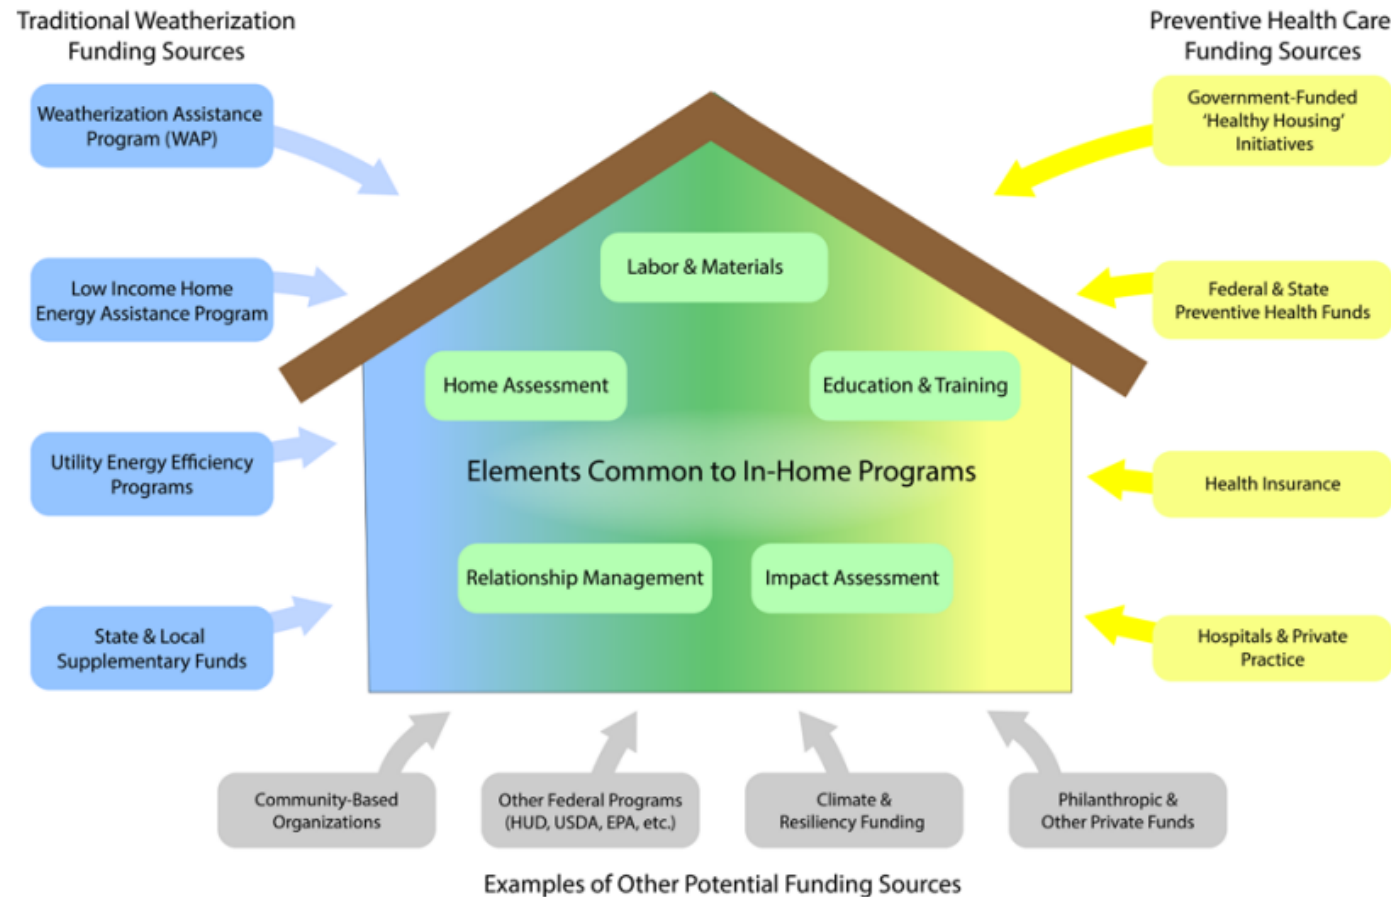 Traditional Weatherization
Funding Sources
Preventive Health Care
Funding Sources
Weatherization Assistance
Program (WAP)
Low Income Home
Energy Assistance Program
Utility Energy Efficiency
Programs
State & Local
Supplementary Funds
Government-Funded
‘Healthy Housing’
Initiatives
Federal & State
Preventive Health Funds
Health Insurance
Hospitals & Private
Practice
Labor & Materials
Home Assessment
Education & Training
Elements Common to In-Home Programs
Relationship Management
Impact Assessment
Community-Based
Organizations
Other Federal Programs
(HUD, USDA, EPA, etc.)
Climate &
Resiliency Funding
Philanthropic &
Other Private Funds
Examples of Other Potential Funding Sources